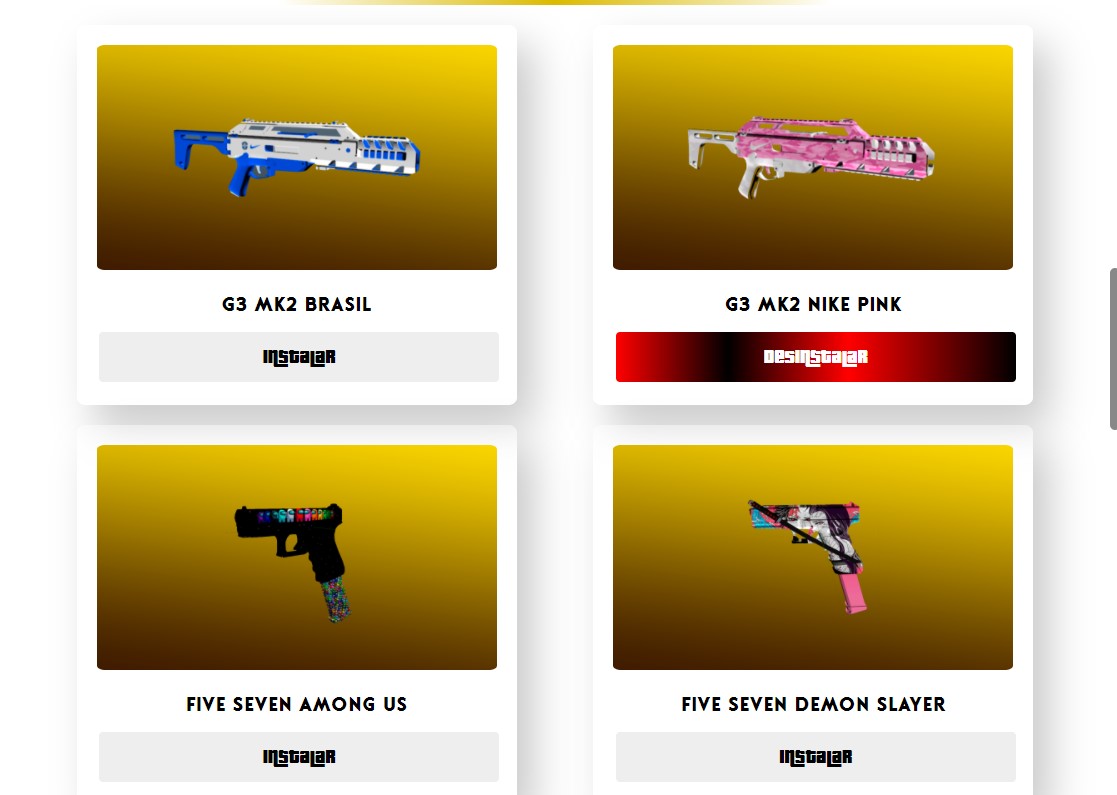 G3 MK2 BRASIL
G3 MK2 NIKE PINK
Instalar
Desinstalar
FIVE SEVEN AMONG US
FIVE SEVEN DEMON SLAYER
Instalar
Instalar